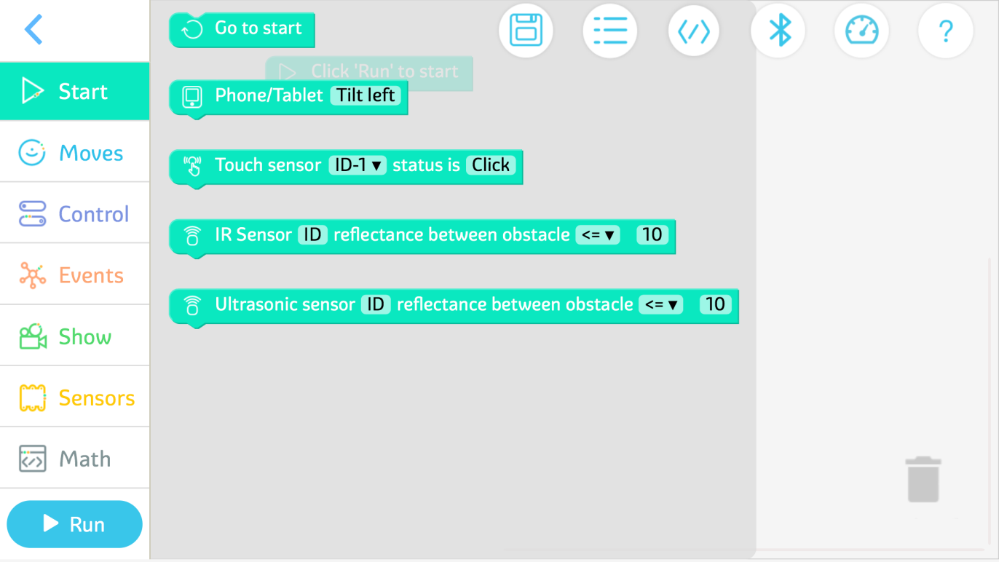 Start
Moves
Control
Events
Show
Sensors
Math
Run
Go to start
Click 'Run' to start
Phone/Tablet Tilt left
Touch sensor ID-1 ▾ status is Click
IR Sensor ID reflectance between obstacle <= ▾ 10
Ultrasonic sensor ID reflectance between obstacle <= ▾ 10
?